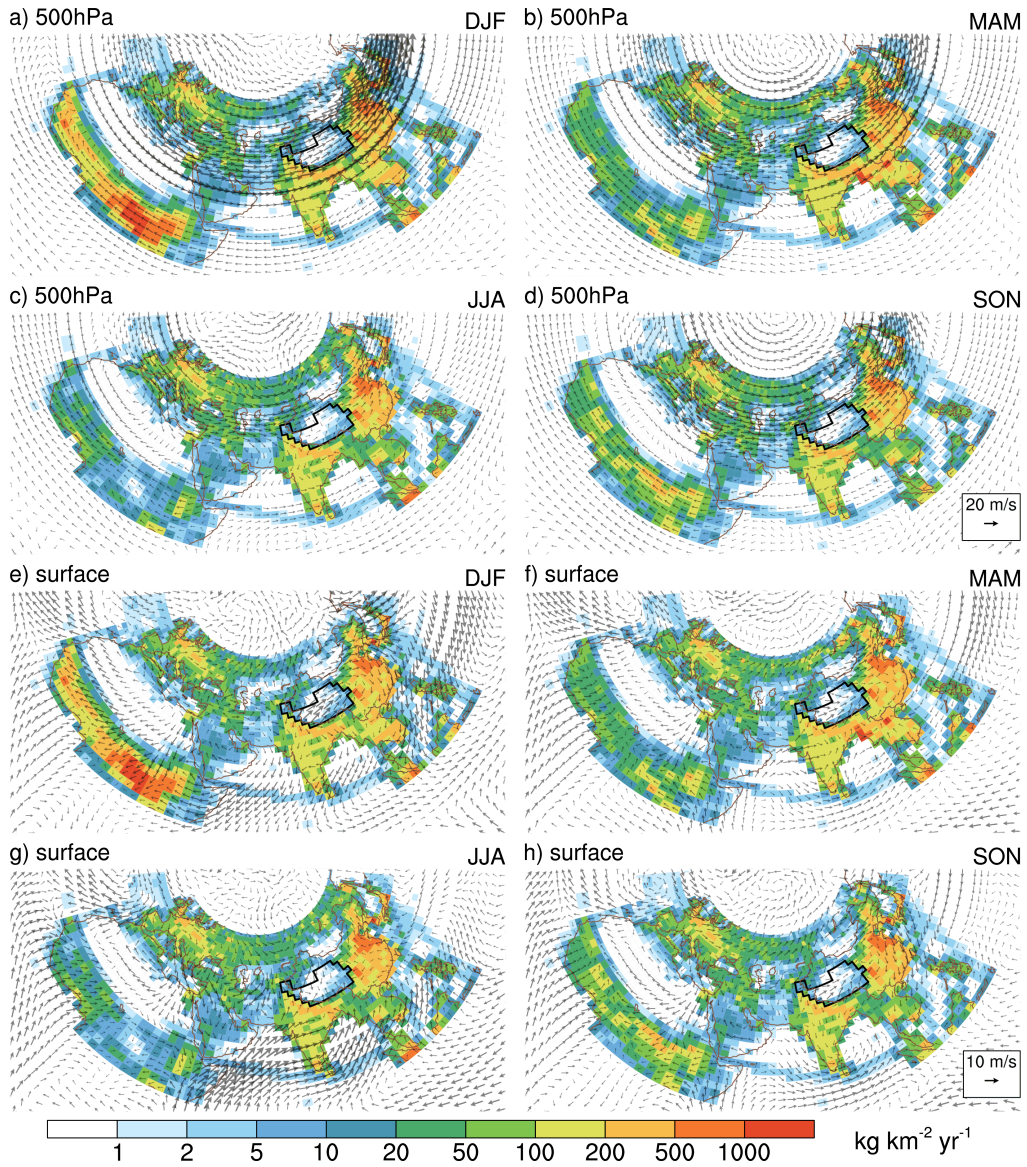 a) 500hPa DJF
b) 500hPa MAM
c) 500hPa JJA
d) 500hPa SON
20 m/s
e) surface DJF
f) surface MAM
g) surface JJA
h) surface SON
10 m/s
1 2 5 10 20 50 100 200 500 1000 kg km⁻² yr⁻¹